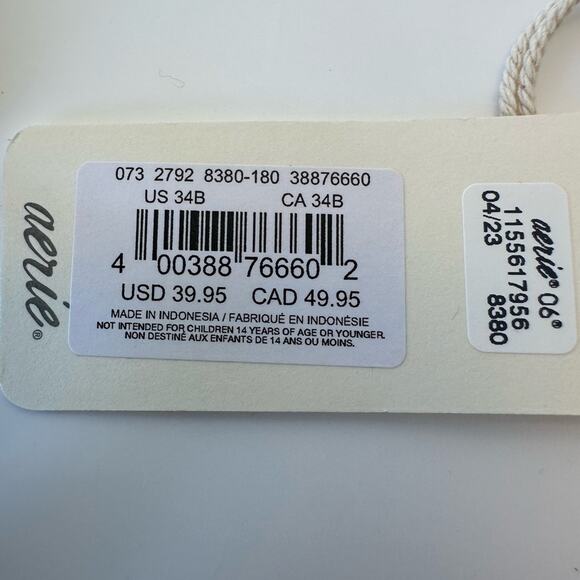 aerie®
073 2792 8380-180 38876660
US 34B CA 34B
4 00388 76660 2
USD 39.95 CAD 49.95
MADE IN INDONESIA / FABRIQUÉ EN INDONÉSIE
NOT INTENDED FOR CHILDREN 14 YEARS OF AGE OR YOUNGER.
NON DESTINÉ AUX ENFANTS DE 14 ANS OU MOINS.
aerie® 06®
1155617956
04/23 8380